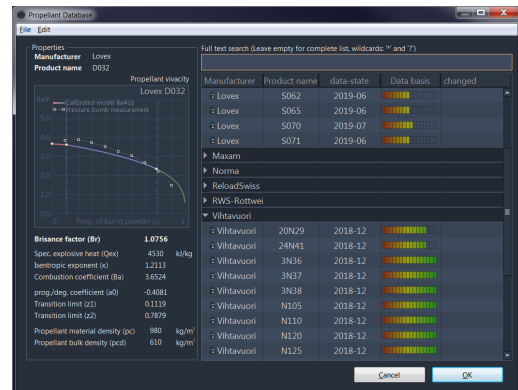 Propellant Database
File Edit
Properties
Manufacturer Lovex
Product name D032
Propellant vivacity
Lovex D032
Ba(φ)
Calibrated model Ba(z)
Pressure bomb measurement
5.0
4.0
3.0
2.0
1.0
0.0
0 Prop. of burnt powder (z) 1
Brisance factor (Br) 1.0756
Spec. explosive heat (Qex) 4530 kJ/kg
Isentropic exponent (κ) 1.2113
Combustion coefficient (Ba) 3.6524
prog./deg. coefficient (a0) -0.4081
Transition limit (z1) 0.1119
Transition limit (z2) 0.7879
Propellant material density (pc) 980 kg/m³
Propellant bulk density (pcd) 610 kg/m³
Full text search (Leave empty for complete list, wildcards: '*' and '?')
Manufacturer Product name data-state Data basis changed
Lovex S062 2019-06
Lovex S065 2019-06
Lovex S070 2019-07
Lovex S071 2019-06
Maxam
Norma
ReloadSwiss
RWS-Rottwei
Vihtavuori
Vihtavuori 20N29 2018-12
Vihtavuori 24N41 2018-12
Vihtavuori 3N36 2018-12
Vihtavuori 3N37 2018-12
Vihtavuori 3N38 2018-12
Vihtavuori N105 2018-12
Vihtavuori N110 2018-12
Vihtavuori N120 2018-12
Vihtavuori N125 2018-12
Cancel OK